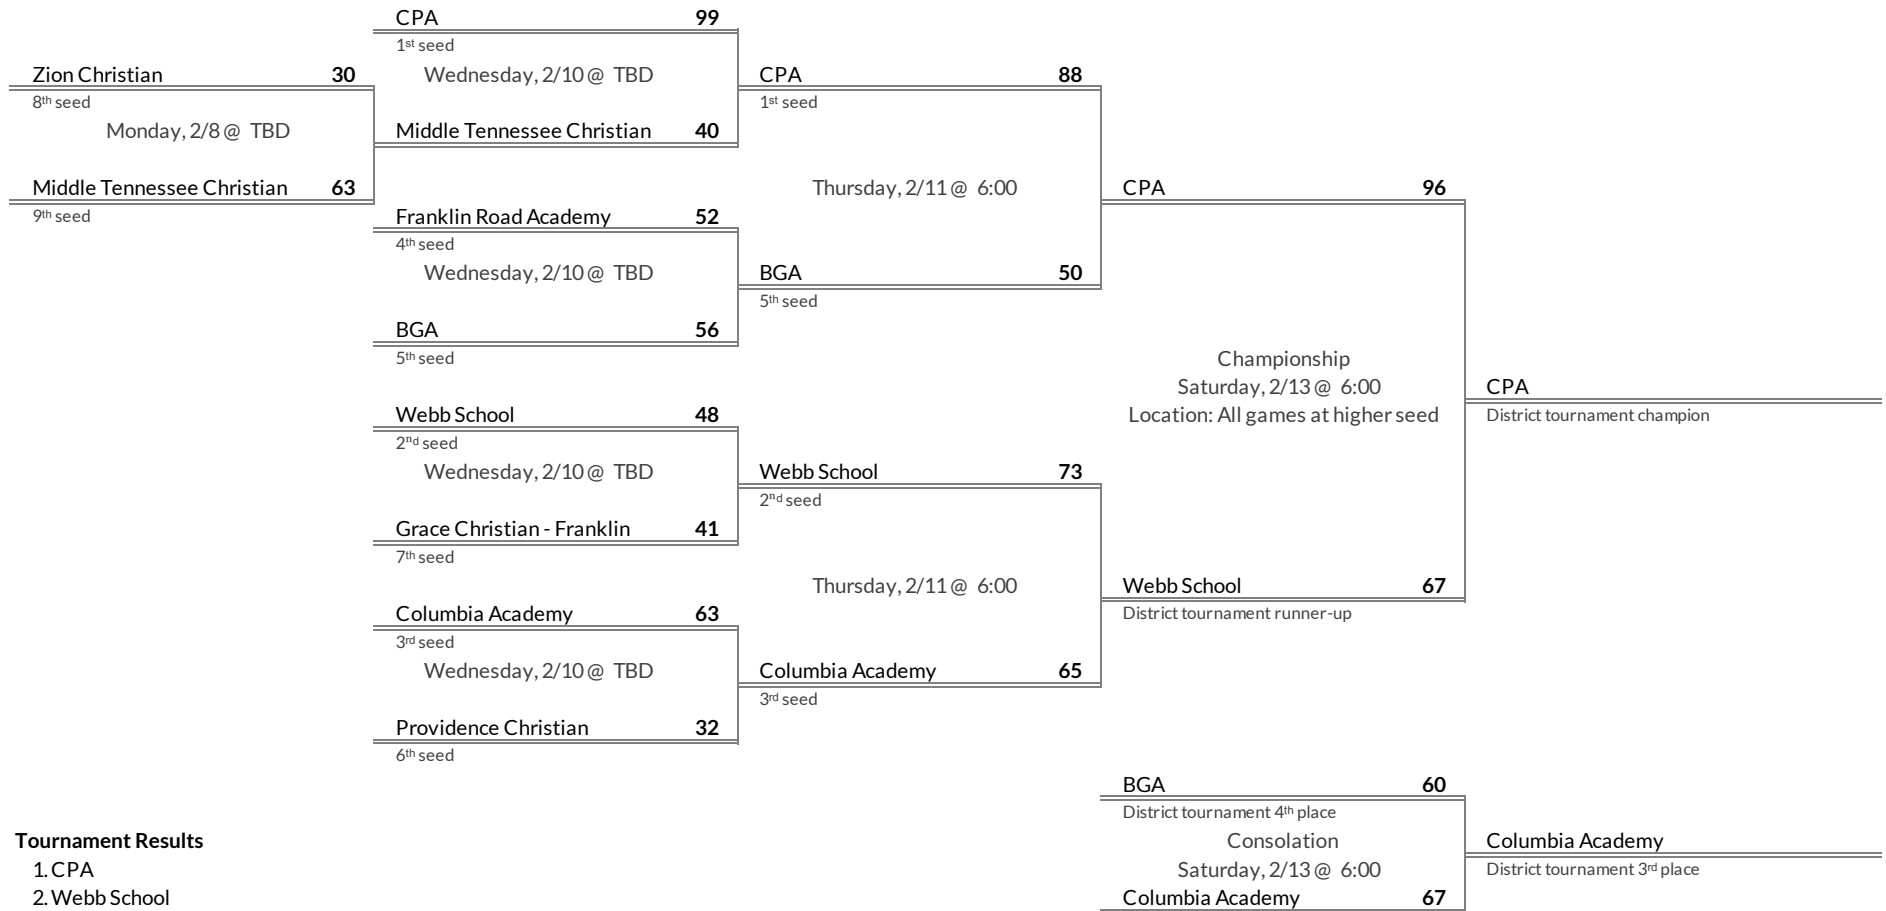 CPA 99
1st seed
Wednesday, 2/10 @ TBD
Zion Christian 30
8th seed
Monday, 2/8 @ TBD
Middle Tennessee Christian 63
9th seed
Middle Tennessee Christian 40
CPA 88
1st seed
Thursday, 2/11 @ 6:00
Franklin Road Academy 52
4th seed
Wednesday, 2/10 @ TBD
BGA 56
5th seed
BGA 50
5th seed
CPA 96
Championship
Saturday, 2/13 @ 6:00
Location: All games at higher seed
CPA
District tournament champion
Webb School 48
2nd seed
Wednesday, 2/10 @ TBD
Grace Christian - Franklin 41
7th seed
Webb School 73
2nd seed
Thursday, 2/11 @ 6:00
Webb School 67
District tournament runner-up
Columbia Academy 63
3rd seed
Wednesday, 2/10 @ TBD
Providence Christian 32
6th seed
Columbia Academy 65
3rd seed
BGA 60
District tournament 4th place
Consolation
Saturday, 2/13 @ 6:00
Columbia Academy 67
Columbia Academy
District tournament 3rd place
Tournament Results
1. CPA
2. Webb School